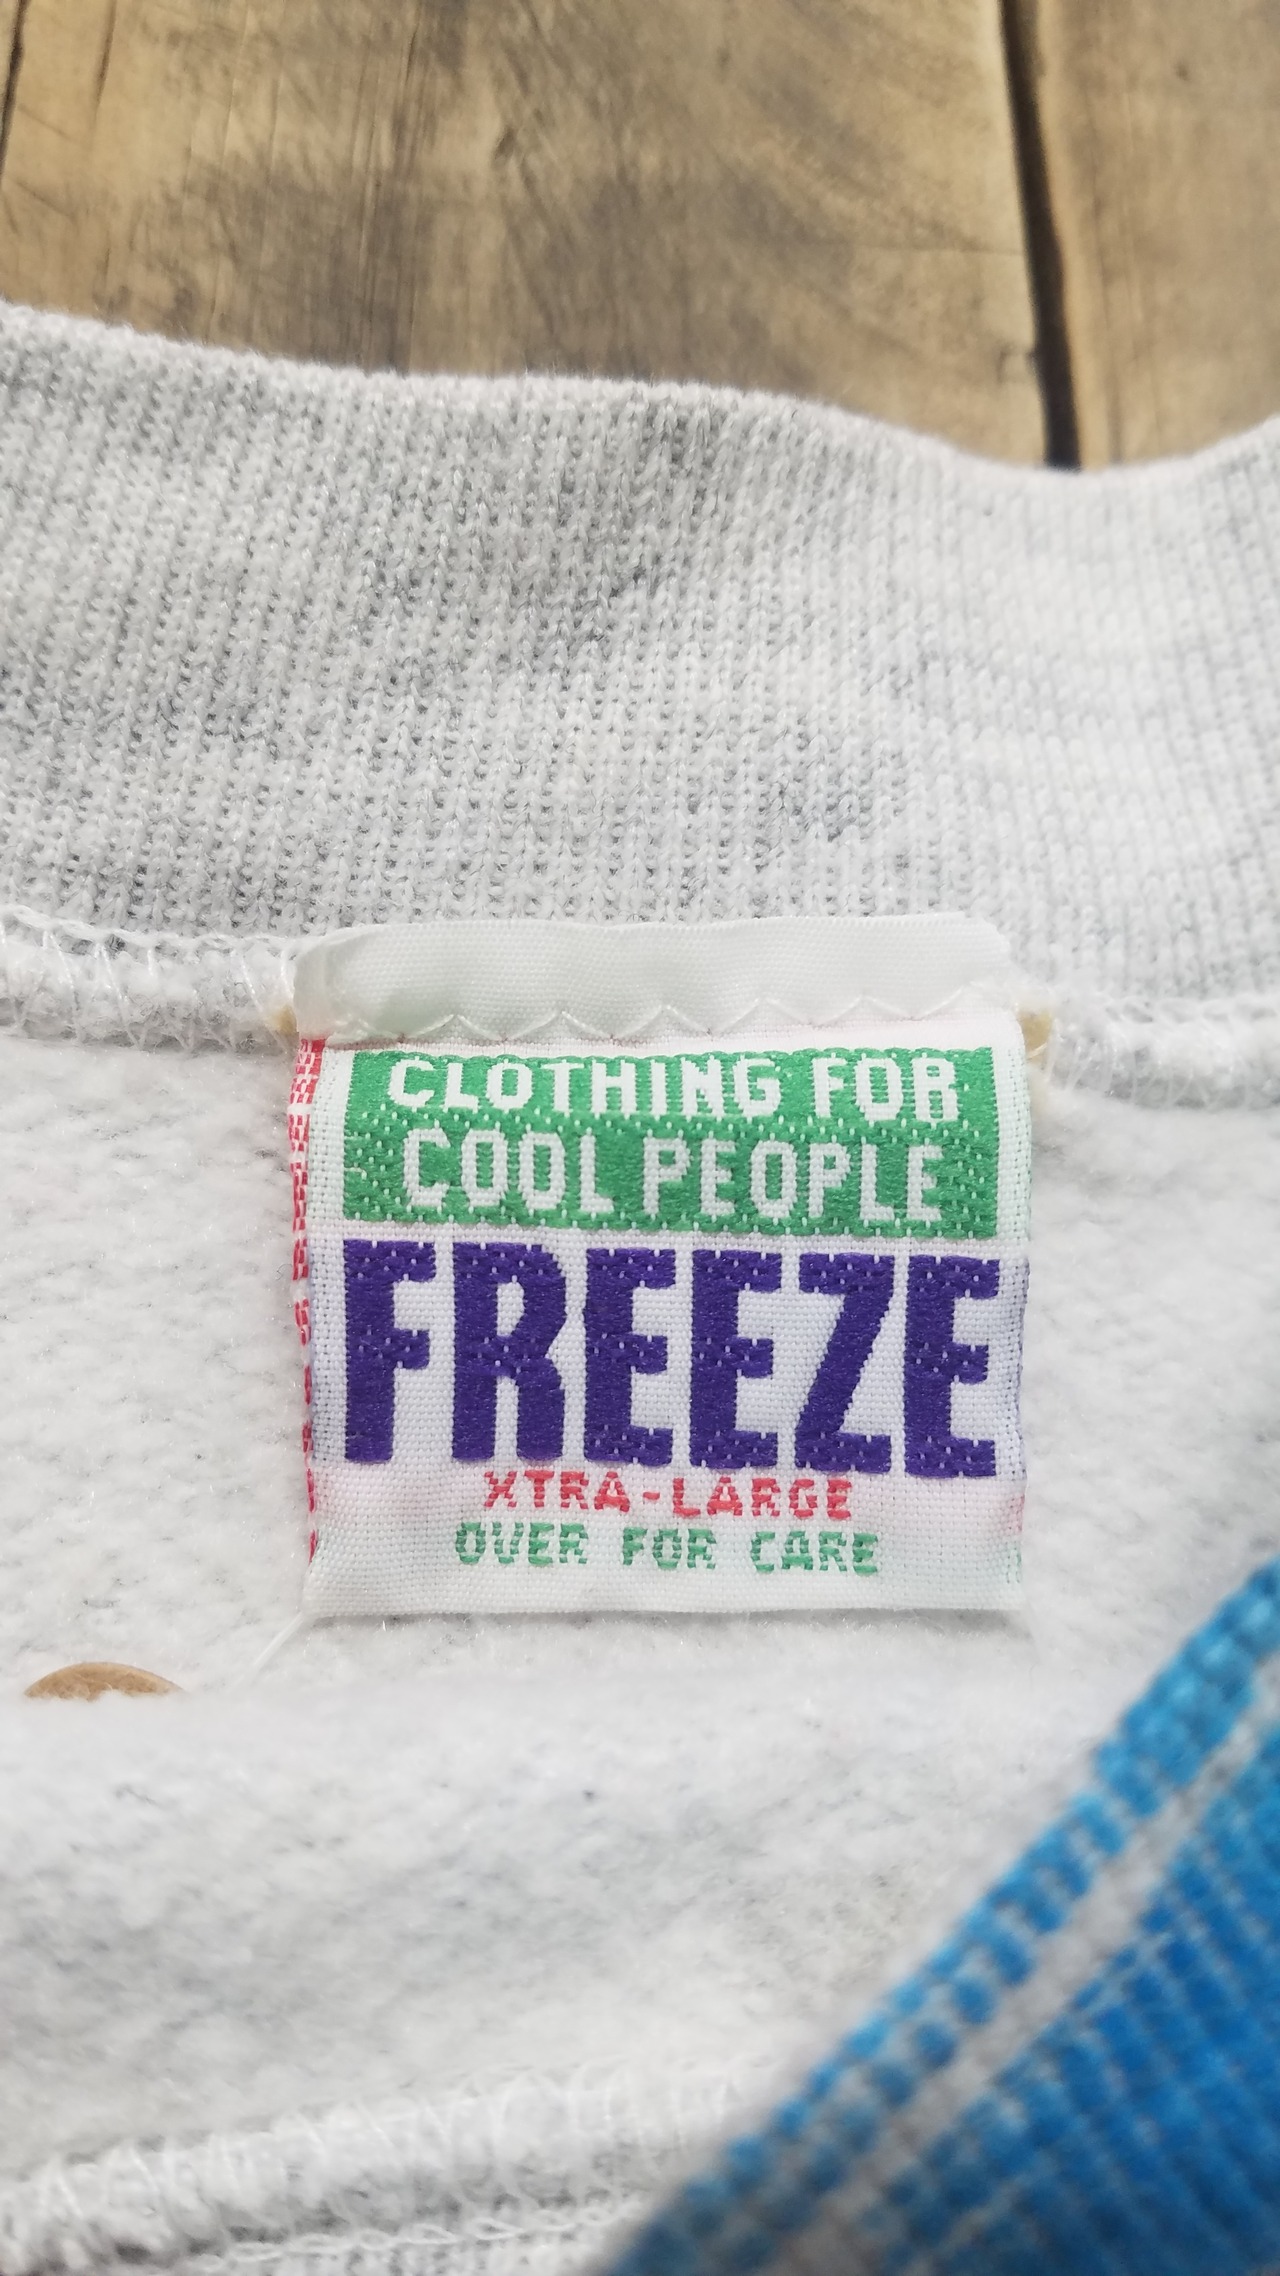 CLOTHING FOR
COOL PEOPLE
FREEZE
XTRA-LARGE
OVER FOR CARE